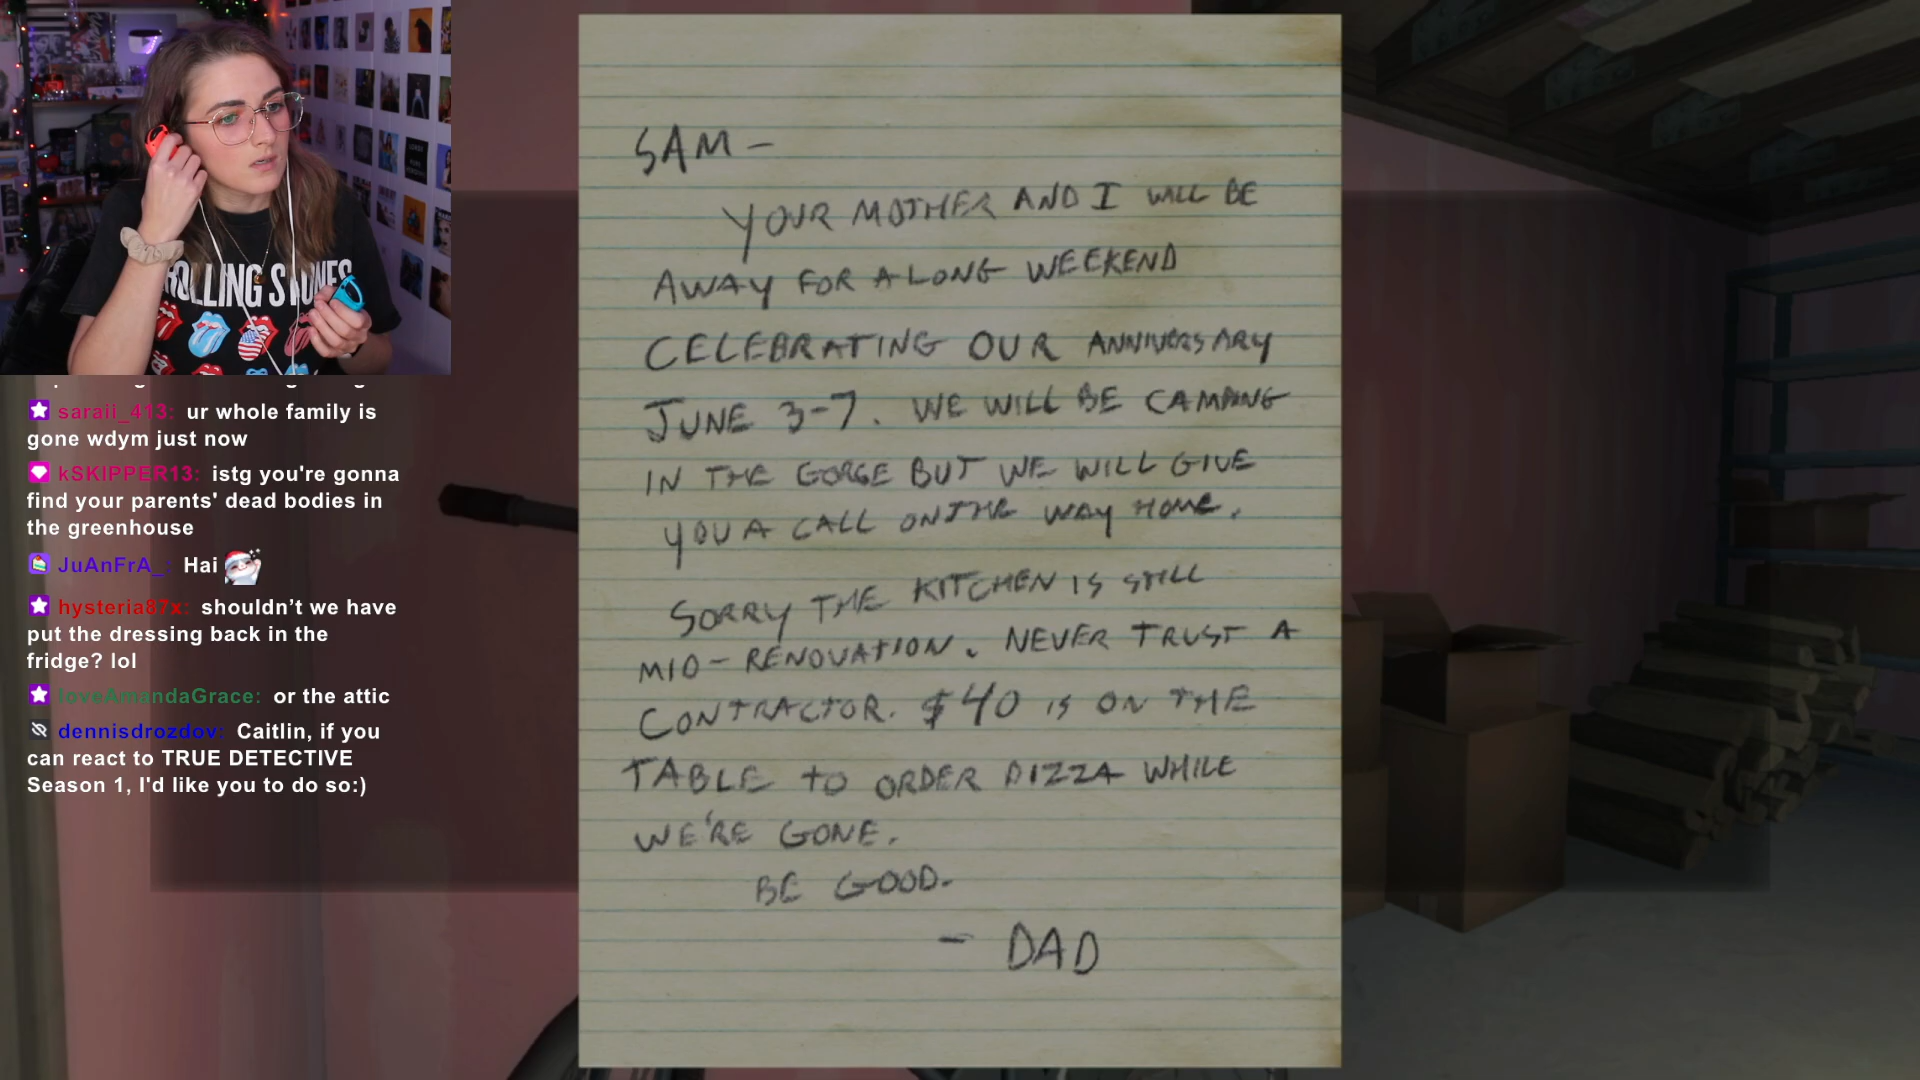 ROLLING STONES
saraii_413: ur whole family is
gone wdym just now
kSKIPPER13: istg you're gonna
find your parents' dead bodies in
the greenhouse
JuAnFrA_: Hai
hysteria87x: shouldn't we have
put the dressing back in the
fridge? lol
loveAmandaGrace: or the attic
dennisdrozdov: Caitlin, if you
can react to TRUE DETECTIVE
Season 1, I'd like you to do so:)
SAM-
YOUR MOTHER AND I WILL BE
AWAY FOR A LONG WEEKEND
CELEBRATING OUR ANNIVERSARY
JUNE 3-7. WE WILL BE CAMPING
IN THE GORGE BUT WE WILL GIVE
YOU A CALL ON THE WAY HOME.
SORRY THE KITCHEN IS STILL
MID-RENOVATION. NEVER TRUST A
CONTRACTOR. $40 IS ON THE
TABLE TO ORDER PIZZA WHILE
WE'RE GONE.
BE GOOD.
- DAD